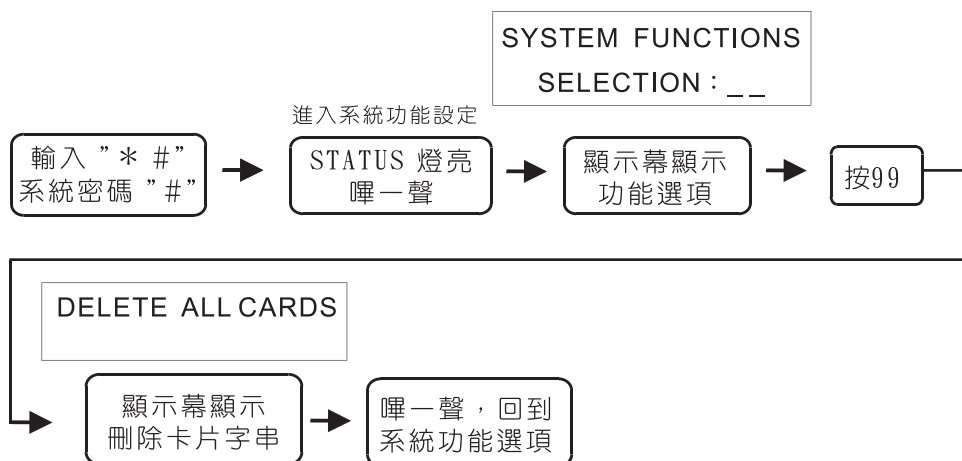 SYSTEM FUNCTIONS
SELECTION：_ _
進入系統功能設定
輸入 ”＊ #”
系統密碼 ”#”
STATUS 燈亮
嗶一聲
顯示幕顯示
功能選項
按99
DELETE ALL CARDS
顯示幕顯示
刪除卡片字串
嗶一聲，回到
系統功能選項